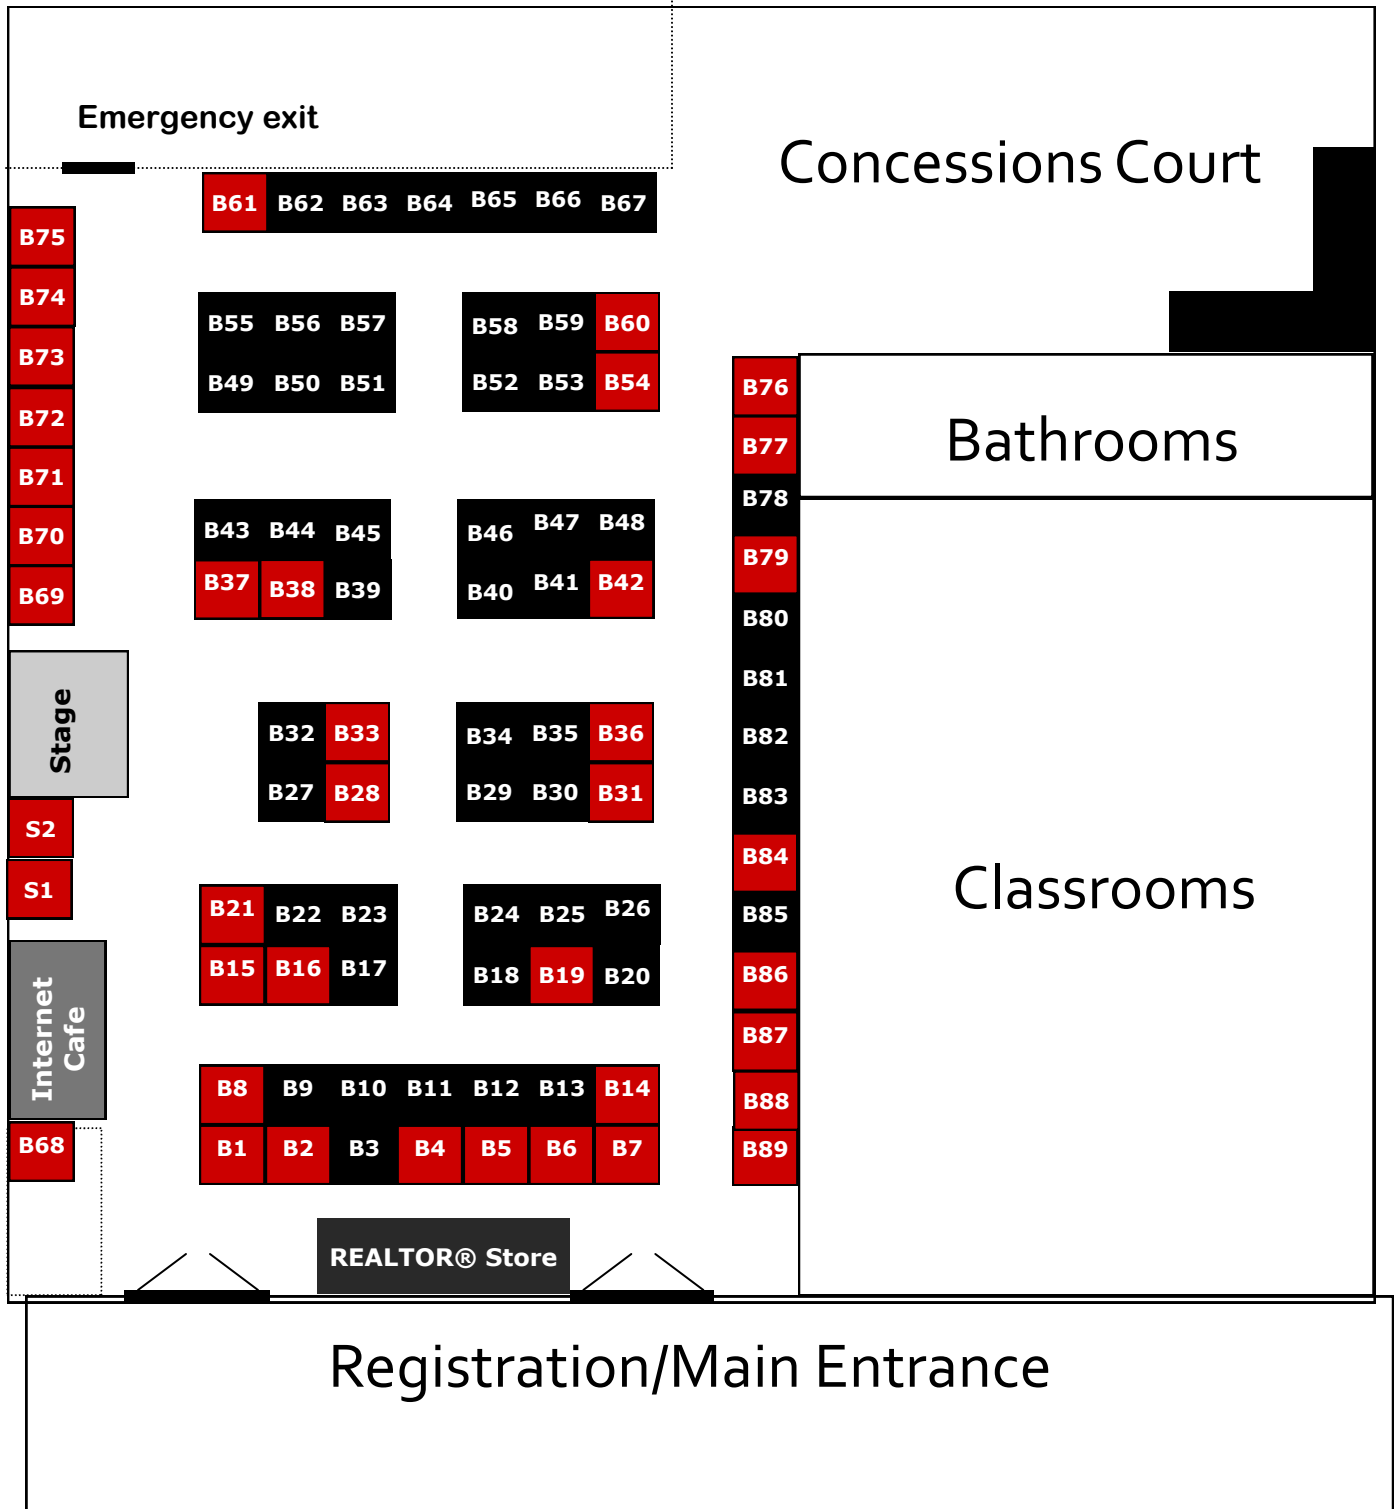 Emergency exit
Concessions Court
B61 B62 B63 B64 B65 B66 B67
B75
B74
B73
B72
B71
B70
B69
B55 B56 B57
B49 B50 B51
B58 B59 B60
B52 B53 B54
B43 B44 B45
B37 B38 B39
B46 B47 B48
B40 B41 B42
Stage
S2
S1
B32 B33
B27 B28
B34 B35 B36
B29 B30 B31
B21 B22 B23
B15 B16 B17
B24 B25 B26
B18 B19 B20
Internet
Cafe
B68
B8 B9 B10 B11 B12 B13 B14
B1 B2 B3 B4 B5 B6 B7
B76
B77
B78
B79
B80
B81
B82
B83
B84
B85
B86
B87
B88
B89
Bathrooms
Classrooms
REALTOR® Store
Registration/Main Entrance